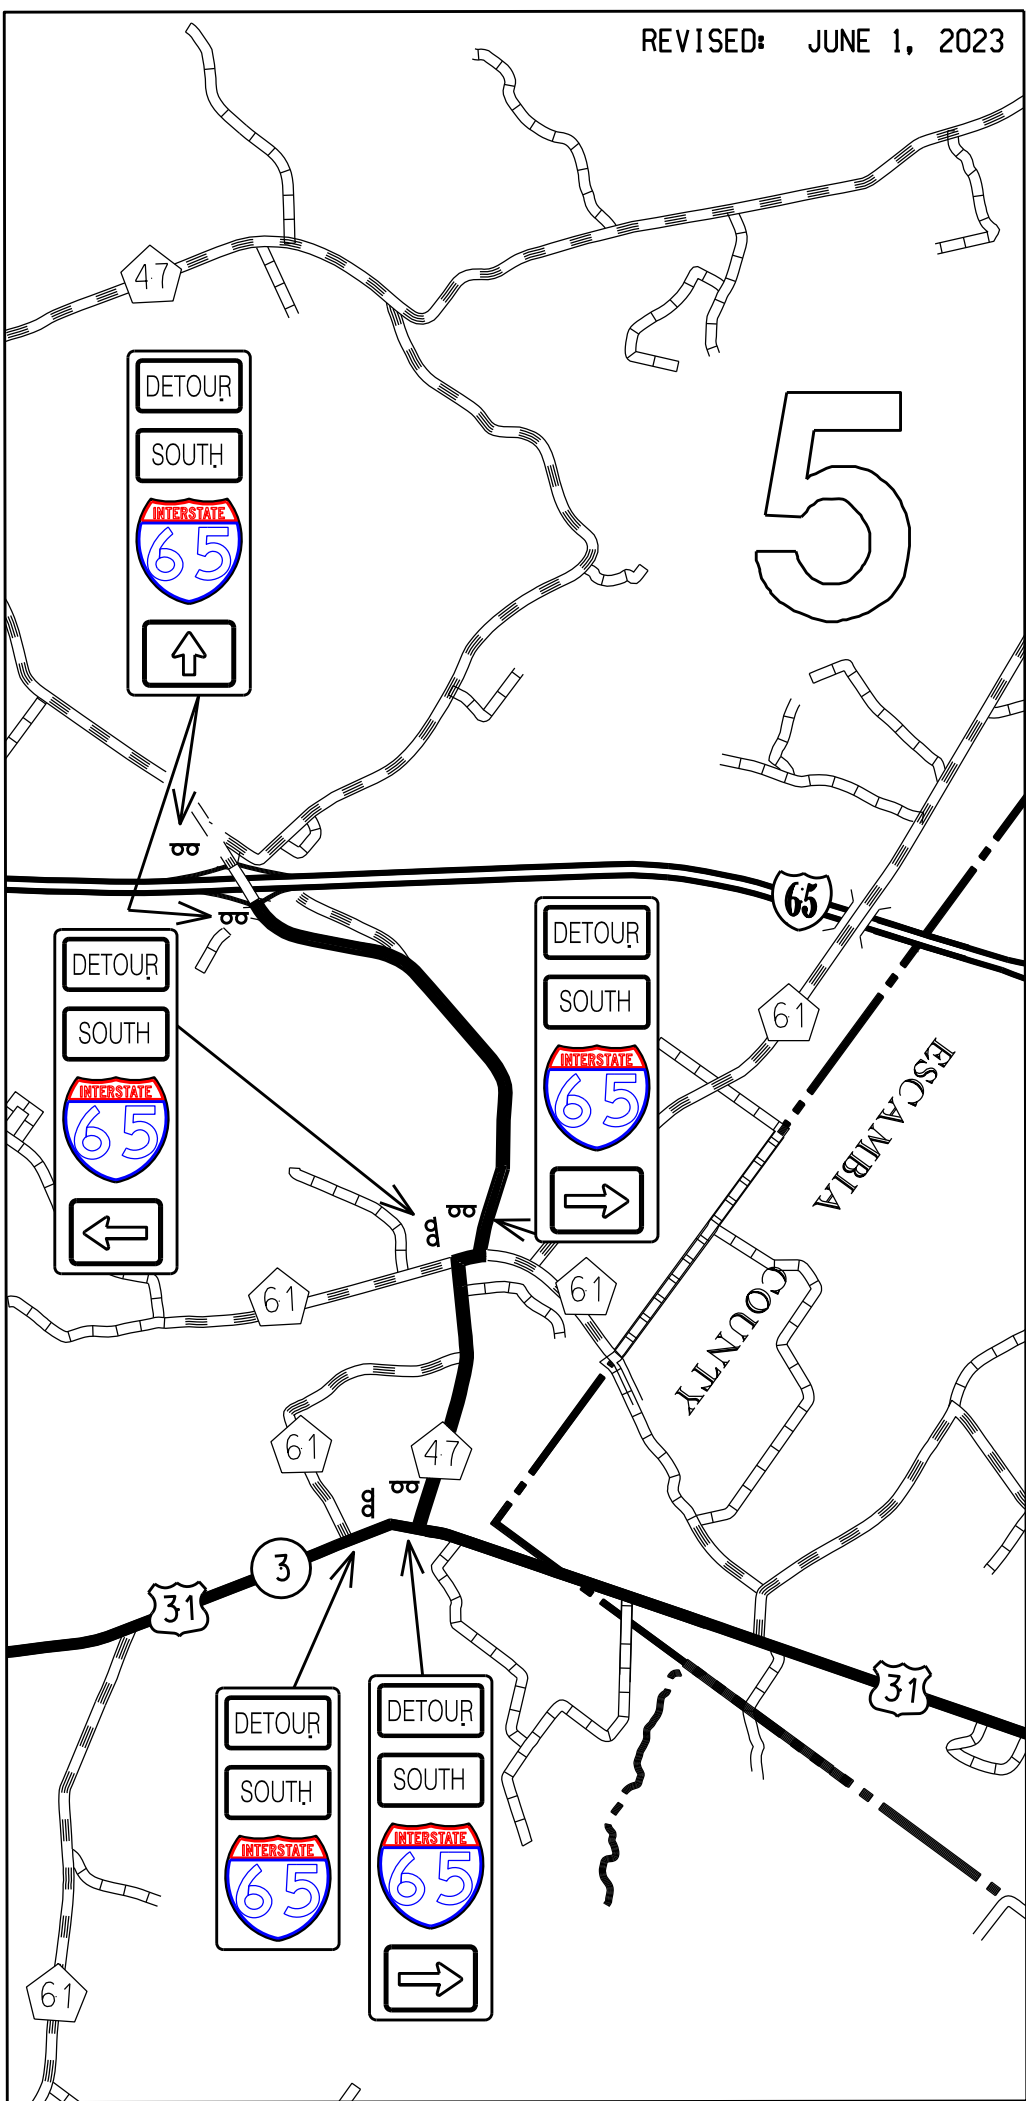 REVISED: JUNE 1, 2023
47
DETOUR
SOUTH
INTERSTATE
65
5
65
DETOUR
SOUTH
INTERSTATE
65
DETOUR
SOUTH
INTERSTATE
65
61
ESCAMBIA
COUNTY
61
61
61
47
3
31
31
DETOUR
SOUTH
INTERSTATE
65
DETOUR
SOUTH
INTERSTATE
65
61